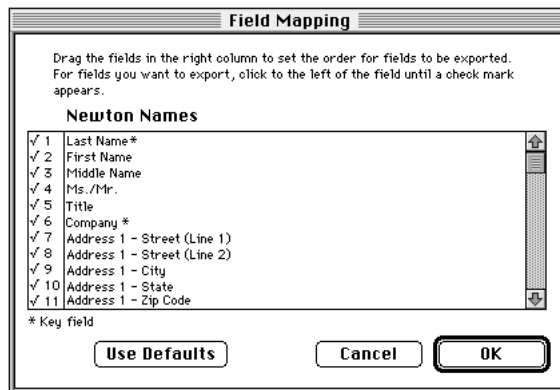 Field Mapping
Drag the fields in the right column to set the order for fields to be exported.
For fields you want to export, click to the left of the field until a check mark
appears.
Newton Names
√ 1 Last Name*
√ 2 First Name
√ 3 Middle Name
√ 4 Ms./Mr.
√ 5 Title
√ 6 Company *
√ 7 Address 1 - Street (Line 1)
√ 8 Address 1 - Street (Line 2)
√ 9 Address 1 - City
√ 10 Address 1 - State
√ 11 Address 1 - Zip Code
* Key field
Use Defaults Cancel OK